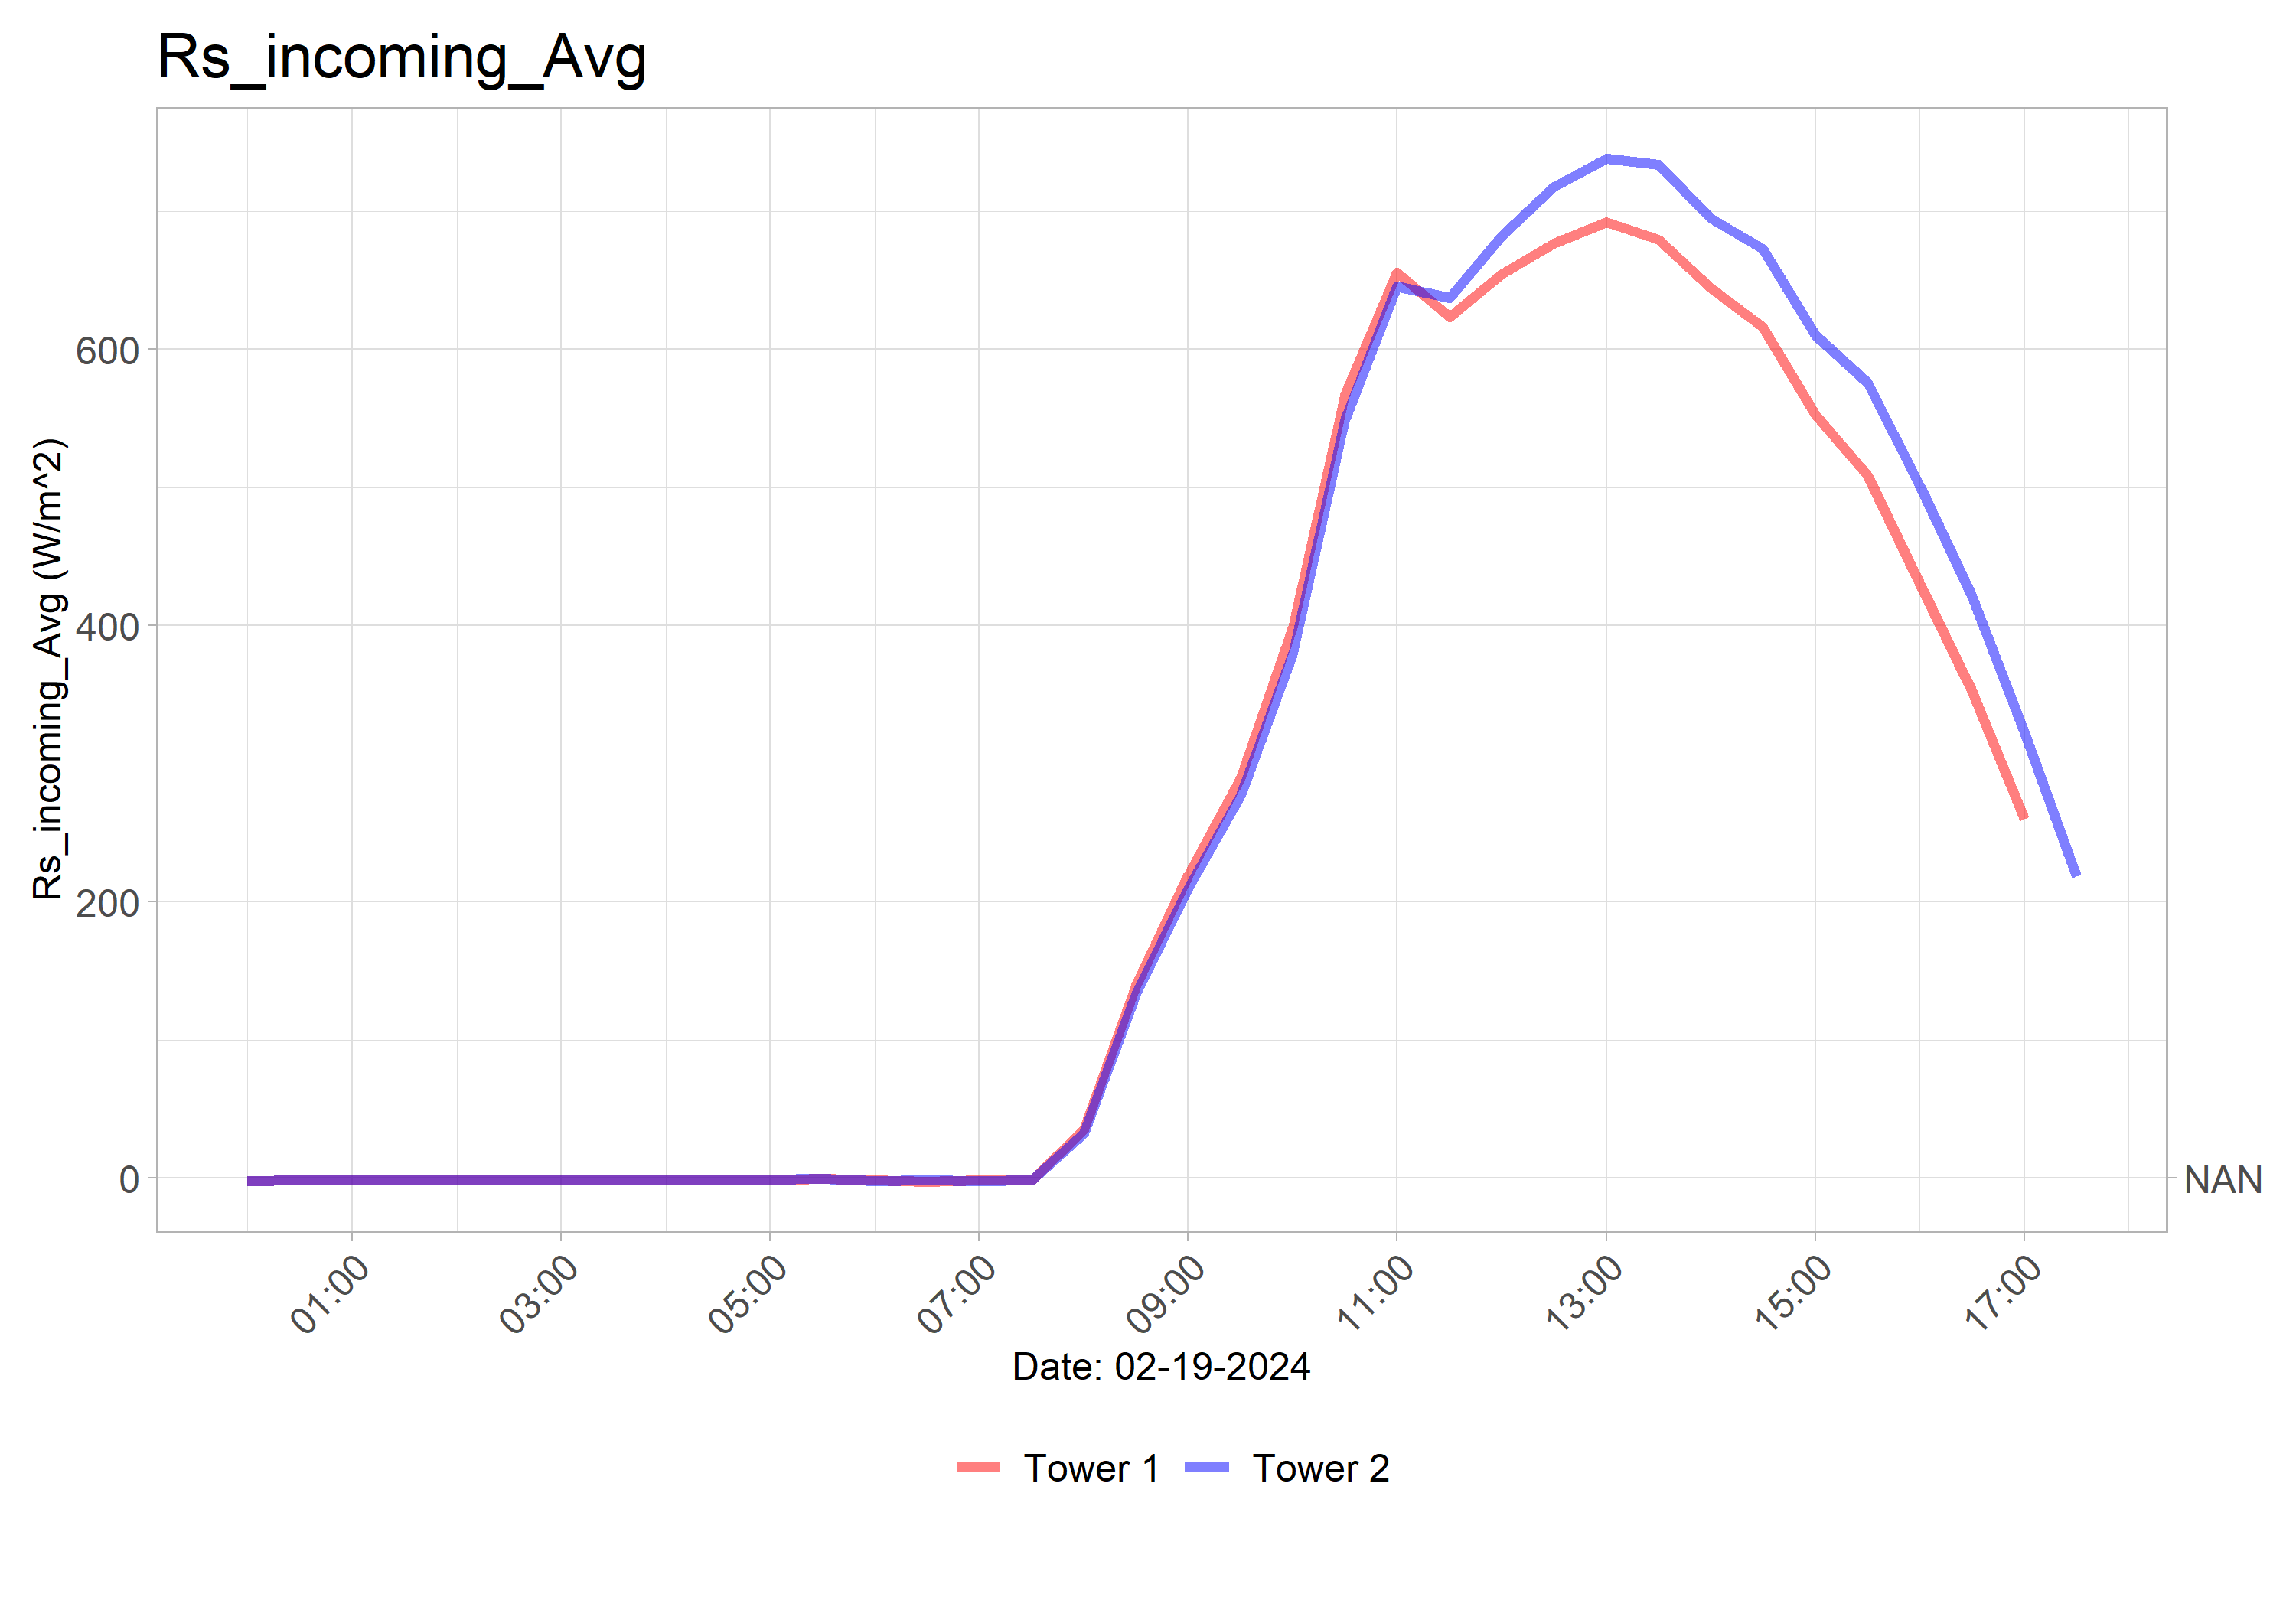 Rs_incoming_Avg
Rs_incoming_Avg (W/m^2)
600
400
200
0
NAN
01:00
03:00
05:00
07:00
09:00
11:00
13:00
15:00
17:00
Date: 02-19-2024
Tower 1
Tower 2